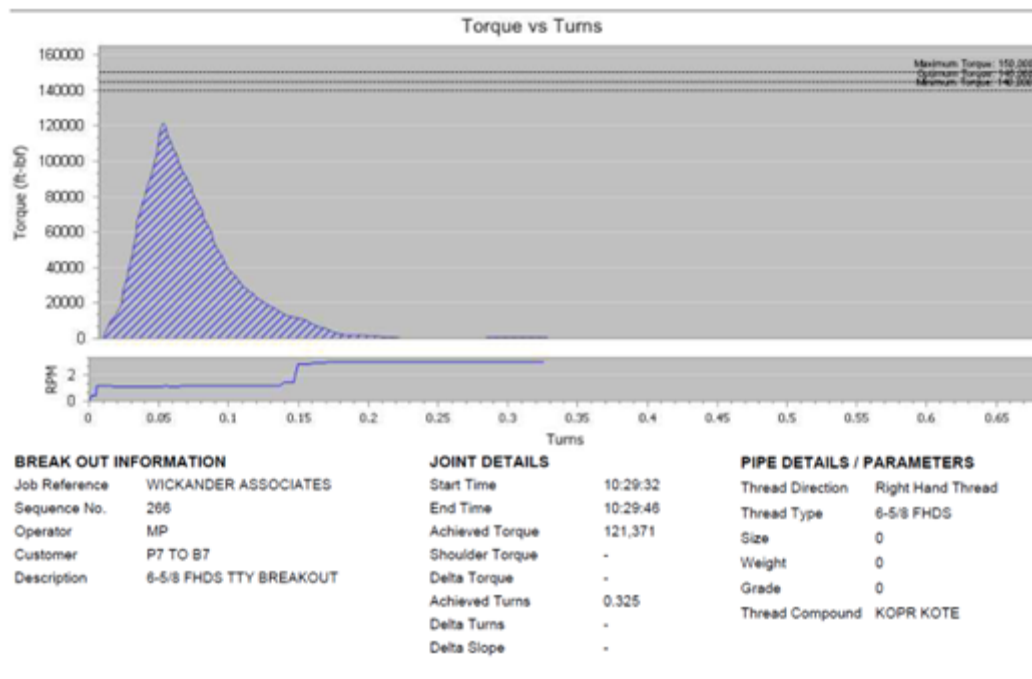 Torque vs Turns
160000
140000
120000
100000
80000
60000
40000
20000
0
Torque (ft-lbf)
Maximum Torque: 150,000
Optimum Torque:
Minimum Torque: 140,000
2
0
RPM
0 0.05 0.1 0.15 0.2 0.25 0.3 0.35 0.4 0.45 0.5 0.55 0.6 0.65
Turns
BREAK OUT INFORMATION
Job Reference WICKANDER ASSOCIATES
Sequence No. 266
Operator MP
Customer P7 TO B7
Description 6-5/8 FHDS TTY BREAKOUT
JOINT DETAILS
Start Time 10:29:32
End Time 10:29:46
Achieved Torque 121,371
Shoulder Torque -
Delta Torque -
Achieved Turns 0.325
Delta Turns -
Delta Slope -
PIPE DETAILS / PARAMETERS
Thread Direction Right Hand Thread
Thread Type 6-5/8 FHDS
Size 0
Weight 0
Grade 0
Thread Compound KOPR KOTE